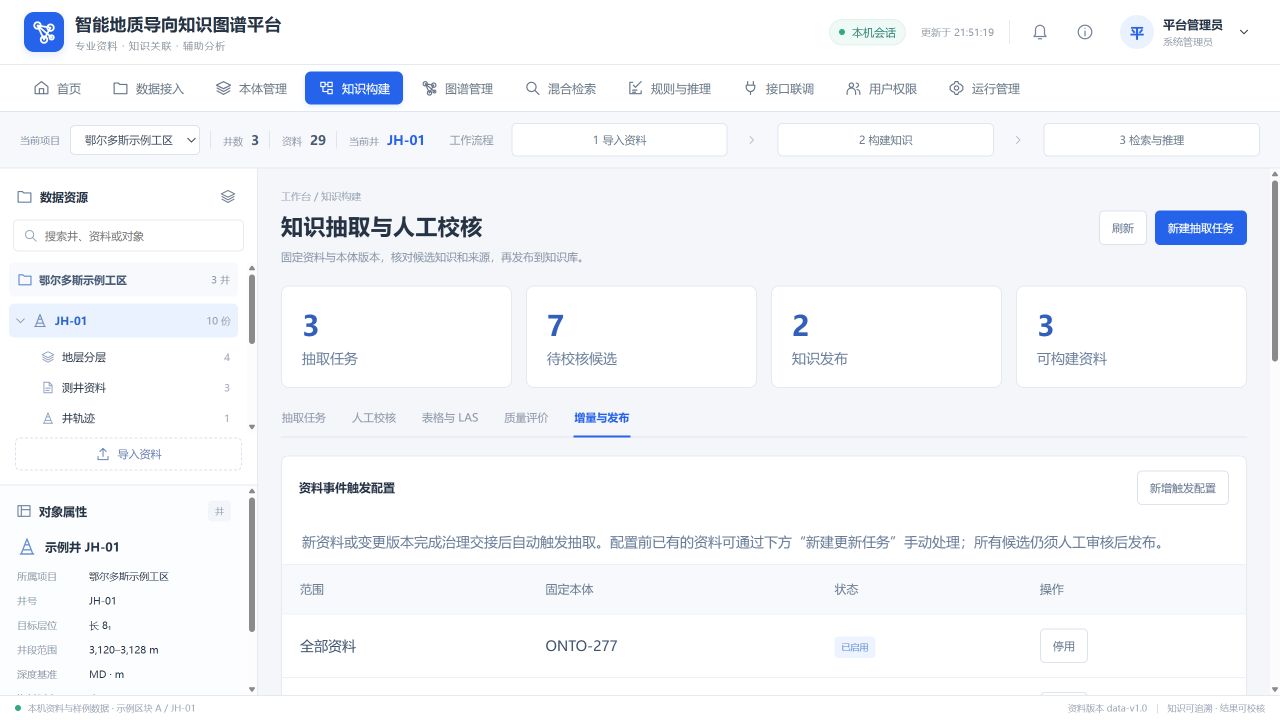 智能地质导向知识图谱平台
专业资料 · 知识关联 · 辅助分析
本机会话
更新于 21:51:19
平
平台管理员
系统管理员
首页
数据接入
本体管理
知识构建
图谱管理
混合检索
规则与推理
接口联调
用户权限
运行管理
当前项目
鄂尔多斯示例工区
井数 3
资料 29
当前井 JH-01
工作流程
1 导入资料
2 构建知识
3 检索与推理
数据资源
搜索井、资料或对象
鄂尔多斯示例工区 3 井
JH-01 10 份
地层分层 4
测井资料 3
井轨迹 1
导入资料
对象属性 井
示例井 JH-01
所属项目 鄂尔多斯示例工区
井号 JH-01
目标层位 长 8₁
井段范围 3,120–3,128 m
深度基准 MD · m
工作台 / 知识构建
知识抽取与人工校核
固定资料与本体版本，核对候选知识和来源，再发布到知识库。
刷新
新建抽取任务
3
抽取任务
7
待校核候选
2
知识发布
3
可构建资料
抽取任务
人工校核
表格与 LAS
质量评价
增量与发布
资料事件触发配置
新增触发配置
新资料或变更版本完成治理交接后自动触发抽取。配置前已有的资料可通过下方“新建更新任务”手动处理；所有候选仍须人工审核后发布。
范围 固定本体 状态 操作
全部资料 ONTO-277 已启用 停用
本机资料与样例数据 · 示例区块 A / JH-01
资料版本 data-v1.0
知识可追溯 · 结果可校核